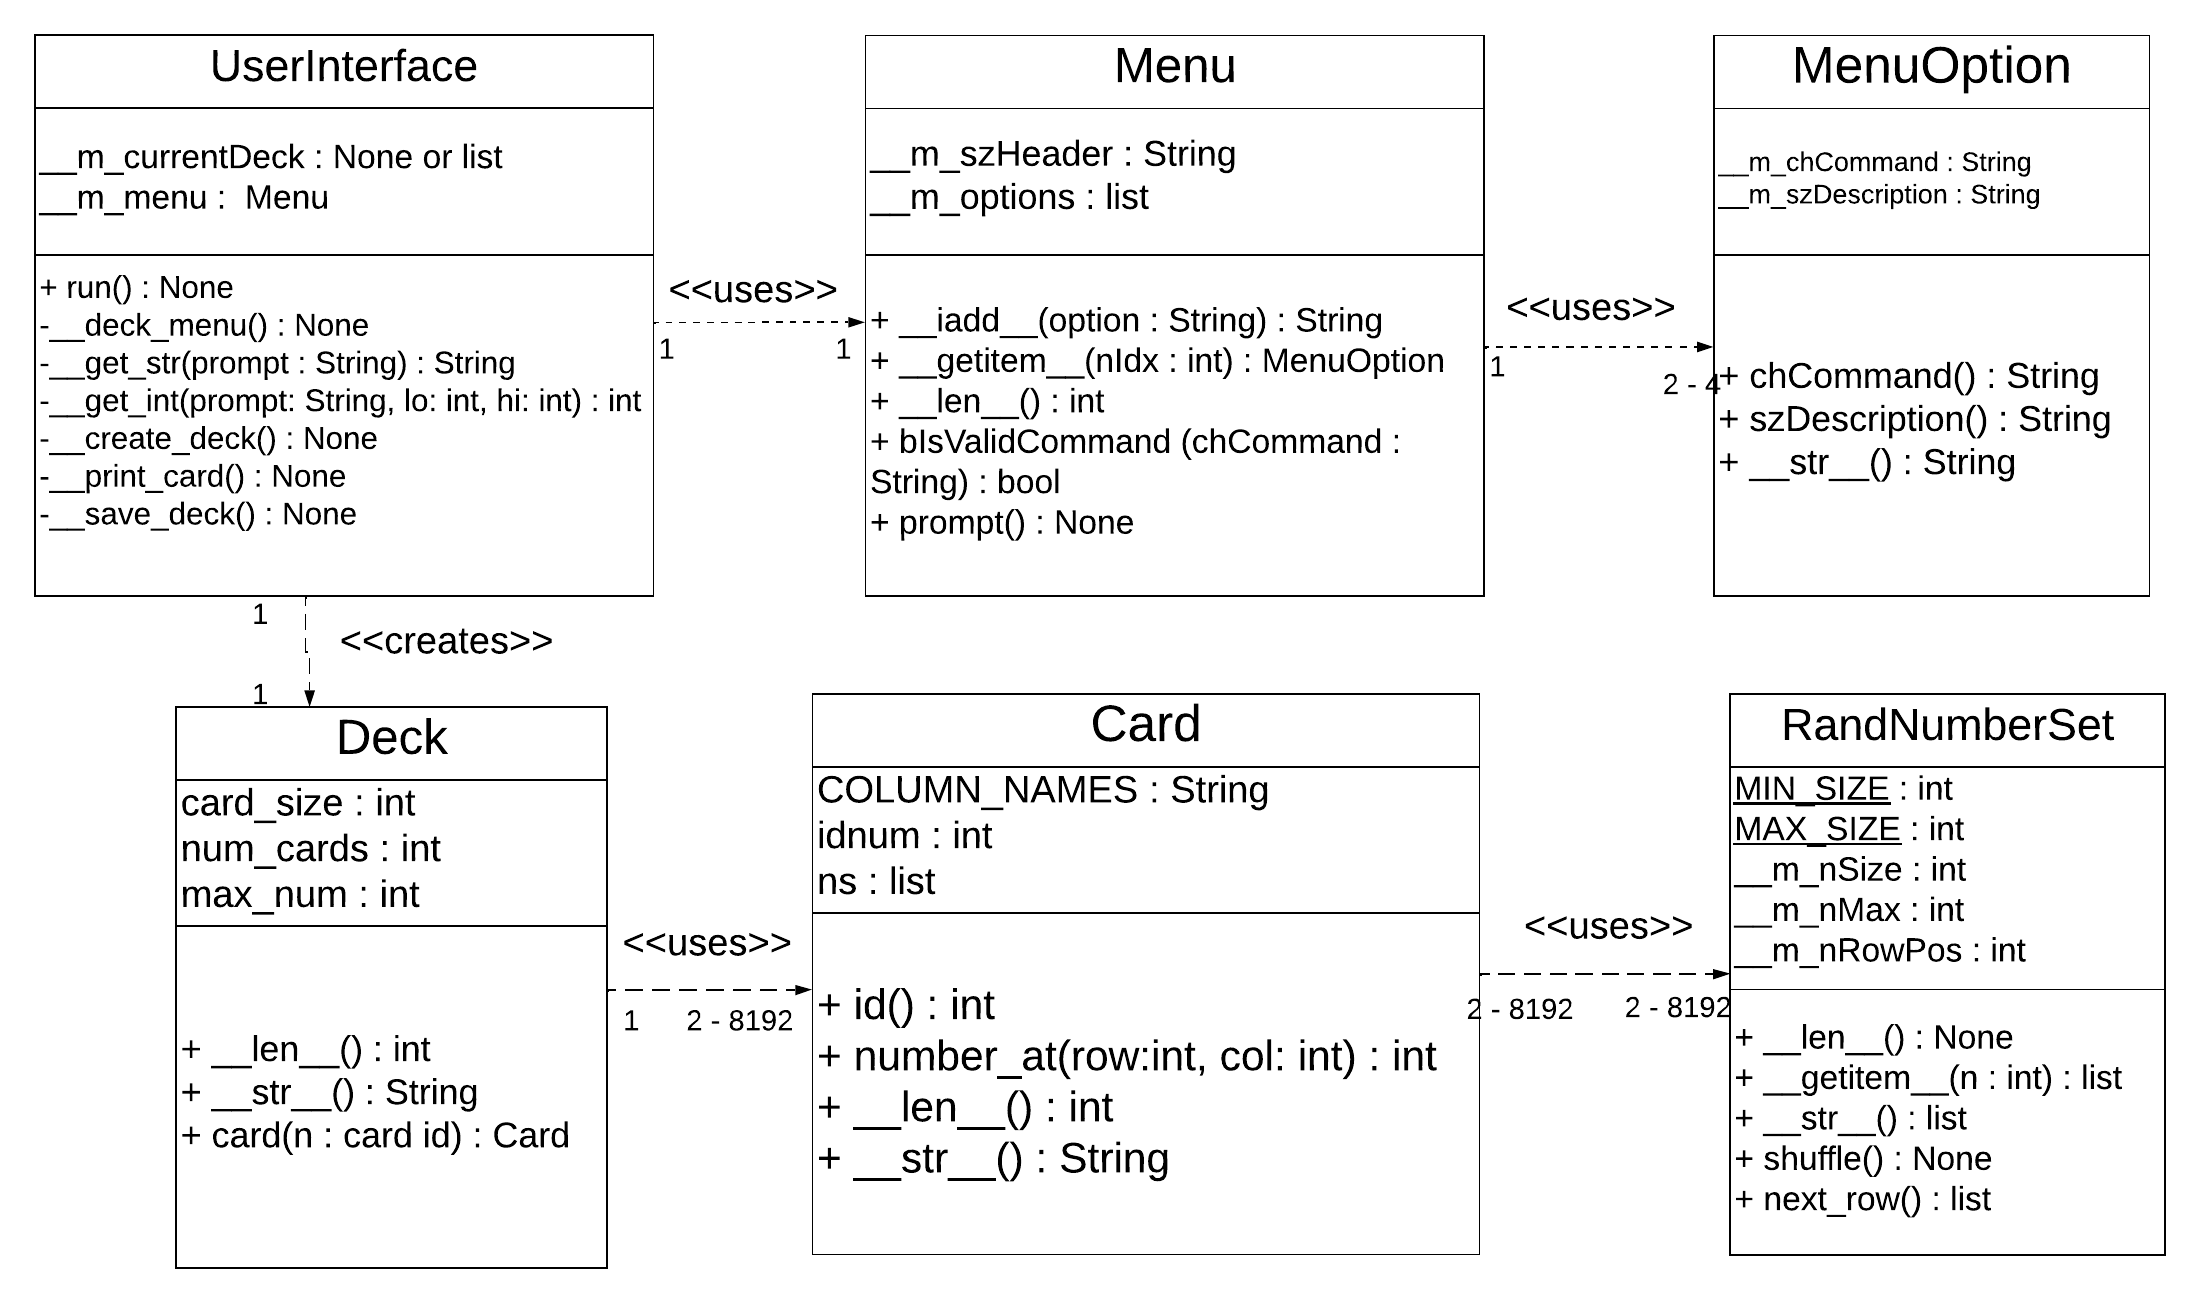 UserInterface
__m_currentDeck : None or list
__m_menu :  Menu
+ run() : None
-__deck_menu() : None
-__get_str(prompt : String) : String
-__get_int(prompt: String, lo: int, hi: int) : int
-__create_deck() : None
-__print_card() : None
-__save_deck() : None
<<uses>>
1
1
Menu
__m_szHeader : String
__m_options : list
+ __iadd__(option : String) : String
+ __getitem__(nIdx : int) : MenuOption
+ __len__() : int
+ bIsValidCommand (chCommand :
String) : bool
+ prompt() : None
<<uses>>
1
2 - 4
MenuOption
__m_chCommand : String
__m_szDescription : String
+ chCommand() : String
+ szDescription() : String
+ __str__() : String
1
<<creates>>
1
Deck
card_size : int
num_cards : int
max_num : int
+ __len__() : int
+ __str__() : String
+ card(n : card id) : Card
<<uses>>
1
2 - 8192
Card
COLUMN_NAMES : String
idnum : int
ns : list
+ id() : int
+ number_at(row:int, col: int) : int
+ __len__() : int
+ __str__() : String
<<uses>>
2 - 8192
2 - 8192
RandNumberSet
MIN_SIZE : int
MAX_SIZE : int
__m_nSize : int
__m_nMax : int
__m_nRowPos : int
+ __len__() : None
+ __getitem__(n : int) : list
+ __str__() : list
+ shuffle() : None
+ next_row() : list